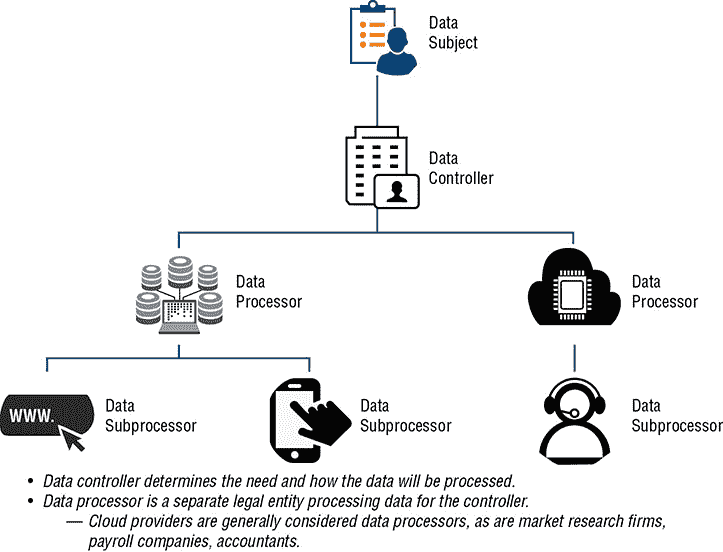 Data
Subject
Data
Controller
Data
Processor
Data
Processor
WWW.
Data
Subprocessor
Data
Subprocessor
Data
Subprocessor
• Data controller determines the need and how the data will be processed.
• Data processor is a separate legal entity processing data for the controller.
— Cloud providers are generally considered data processors, as are market research firms,
payroll companies, accountants.